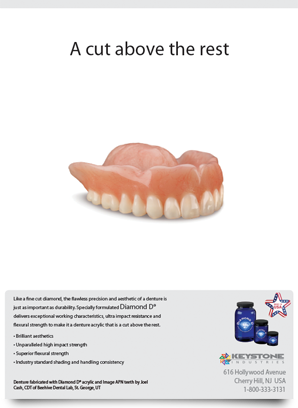 A cut above the rest
Like a fine cut diamond, the flawless precision and aesthetic of a denture is
just as important as durability. Specially formulated Diamond D®
delivers exceptional working characteristics, ultra impact resistance and
flexural strength to make it a denture acrylic that is a cut above the rest.
• Brilliant aesthetics
• Unparalleled high impact strength
• Superior flexural strength
• Industry standard shading and handling consistency
Denture fabricated with Diamond D® acrylic and Image APN teeth by Joel
Cash, CDT of Beehive Dental Lab, St. George, UT
KEYSTONE
INDUSTRIES
616 Hollywood Avenue
Cherry Hill, NJ USA
1-800-333-3131